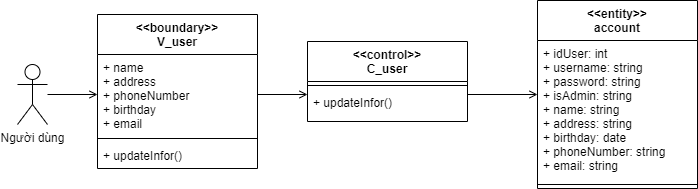 Người dùng
<<boundary>>
V_user
+ name
+ address
+ phoneNumber
+ birthday
+ email
+ updateInfor()
<<control>>
C_user
+ updateInfor()
<<entity>>
account
+ idUser: int
+ username: string
+ password: string
+ isAdmin: string
+ name: string
+ address: string
+ birthday: date
+ phoneNumber: string
+ email: string